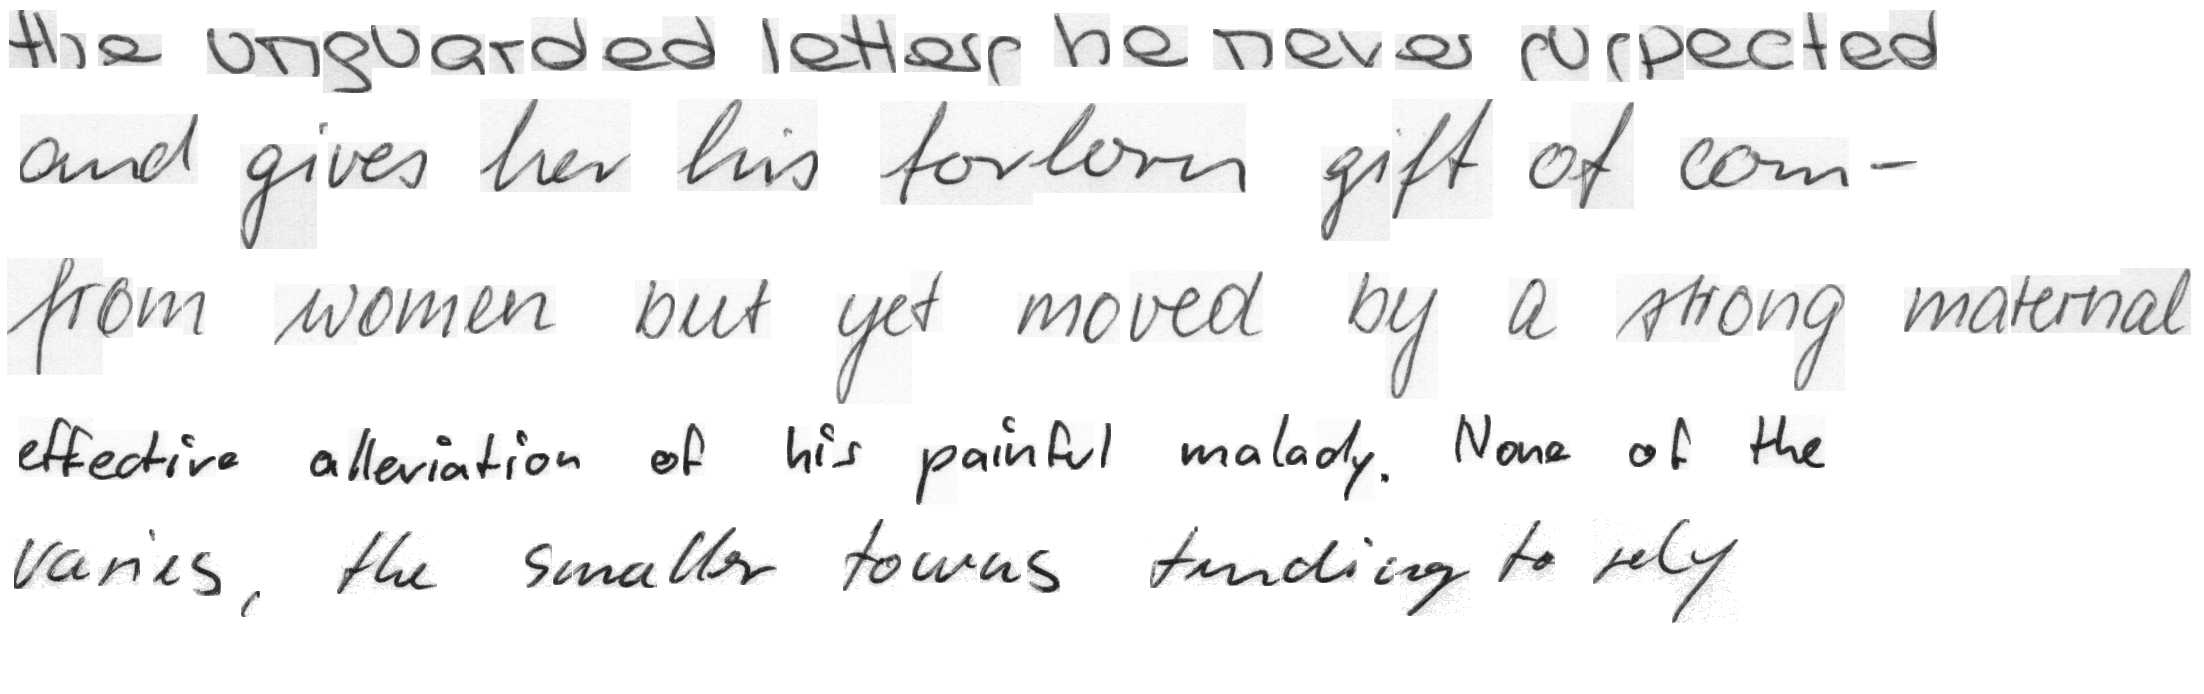 the unguarded letters he never suspected
and gives her his forlorn gift of com-
from women but yet moved by a strong maternal
effective alleviation of his painful malady. None of the
varies, the smaller towns tending to rely